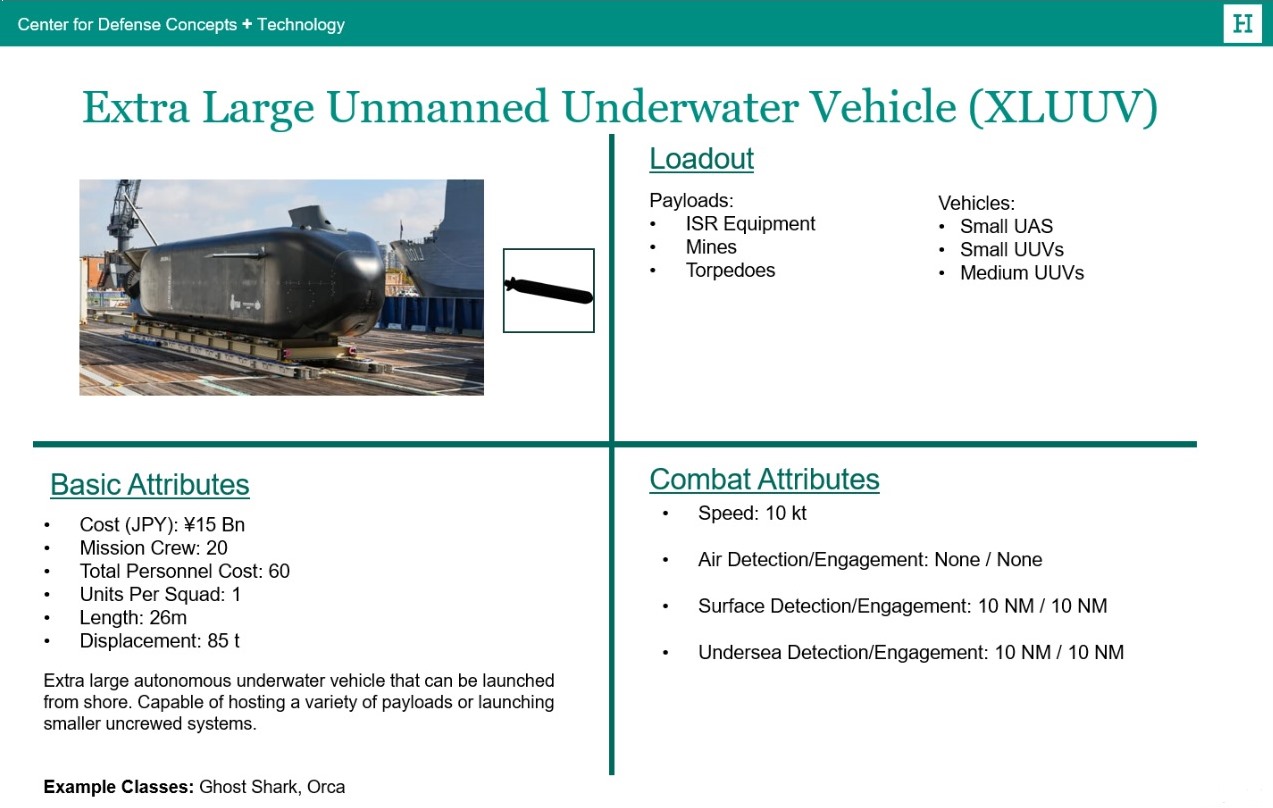 Center for Defense Concepts + Technology
H
Extra Large Unmanned Underwater Vehicle (XLUUV)
Loadout
Payloads:
• ISR Equipment
• Mines
• Torpedoes
Vehicles:
• Small UAS
• Small UUVs
• Medium UUVs
Basic Attributes
• Cost (JPY): ¥15 Bn
• Mission Crew: 20
• Total Personnel Cost: 60
• Units Per Squad: 1
• Length: 26m
• Displacement: 85 t
Extra large autonomous underwater vehicle that can be launched
from shore. Capable of hosting a variety of payloads or launching
smaller uncrewed systems.
Example Classes: Ghost Shark, Orca
Combat Attributes
• Speed: 10 kt
• Air Detection/Engagement: None / None
• Surface Detection/Engagement: 10 NM / 10 NM
• Undersea Detection/Engagement: 10 NM / 10 NM